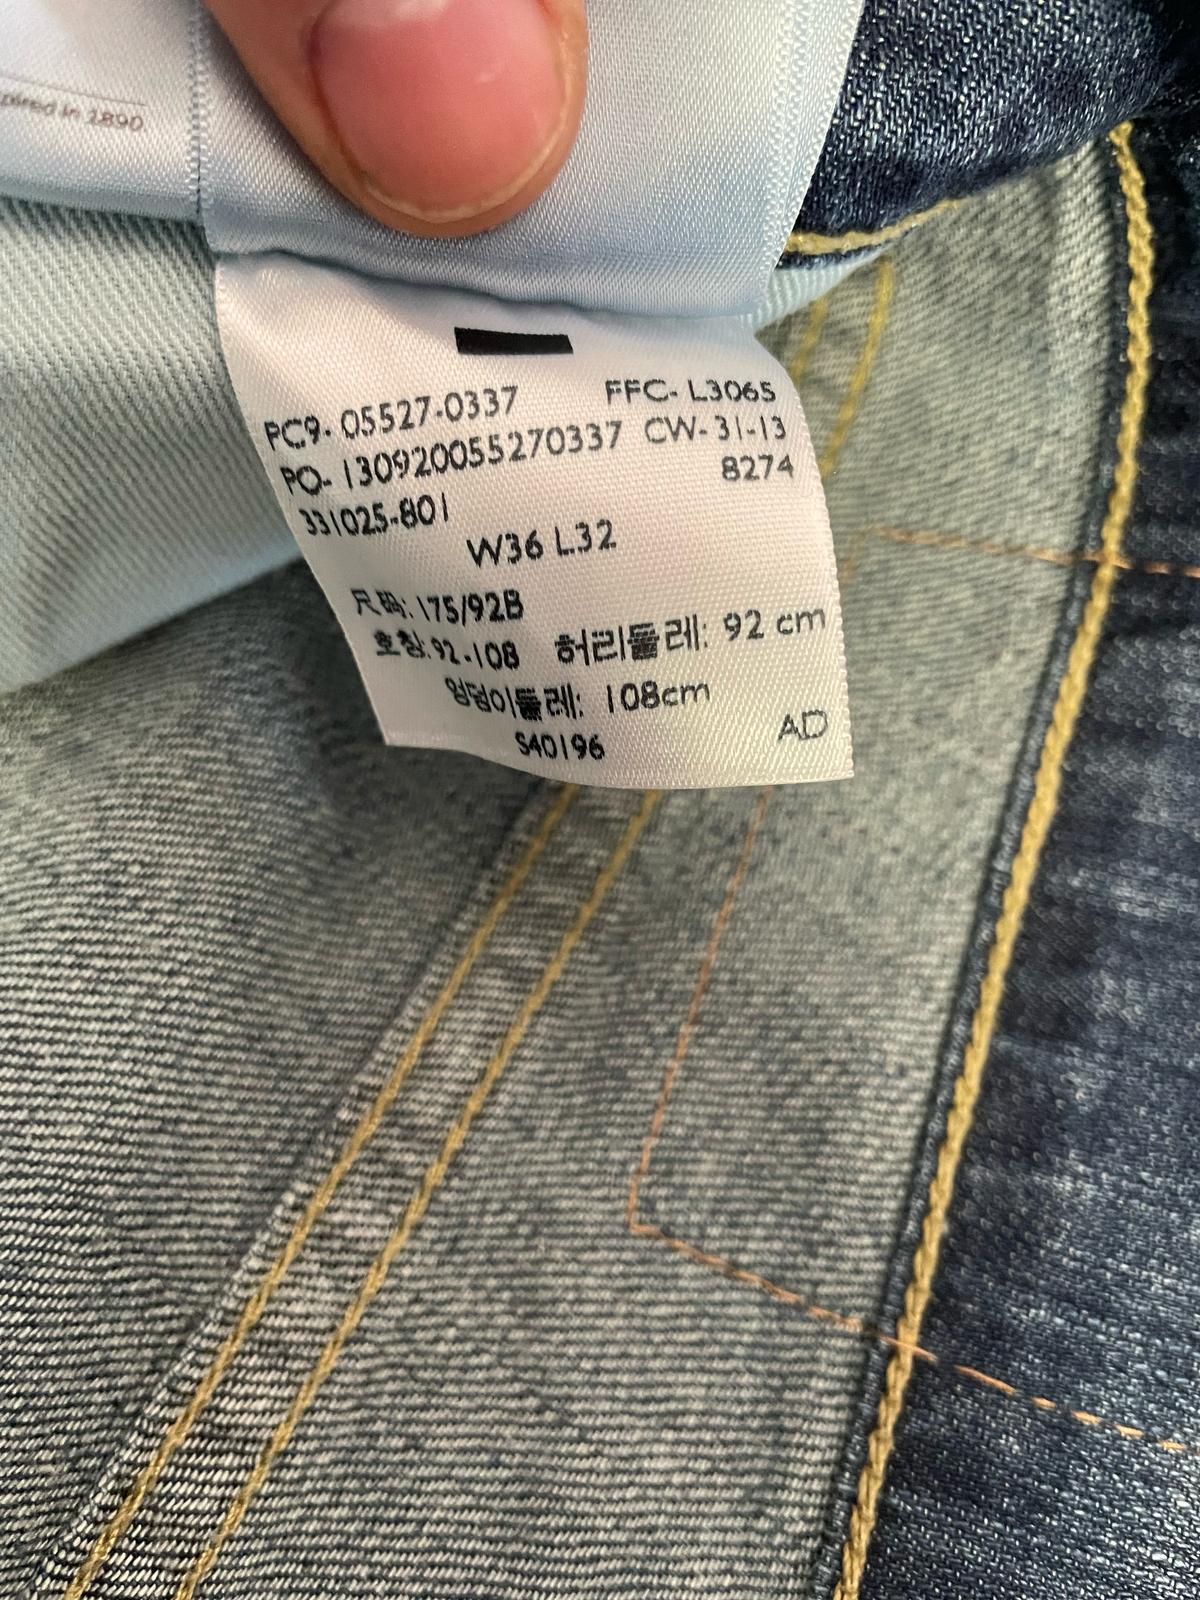 in 1890
PC9- 05527-0337 FFC- L3065
PO- 130920055270337 CW- 31-13
8274
331025-801
W36 L32
尺码: 175/92B
호칭: 92-108 허리둘레: 92 cm
엉덩이둘레: 108cm
AD
S40196